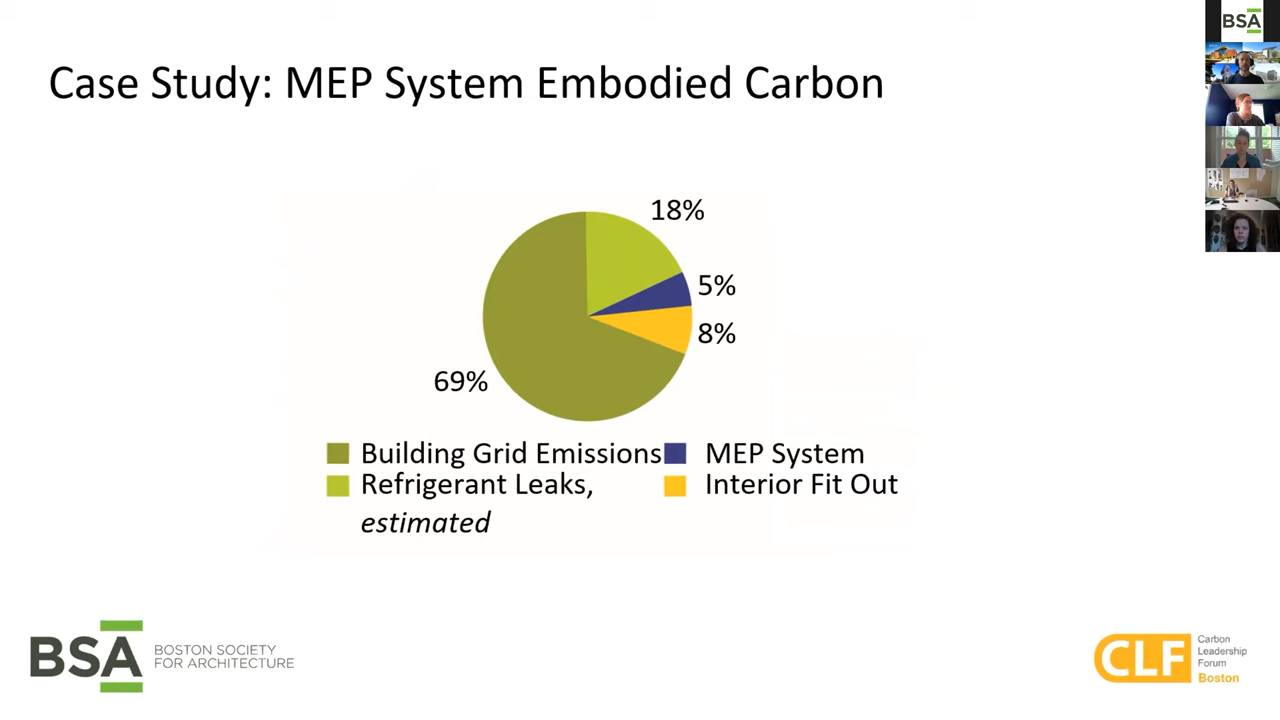 BSA
Case Study: MEP System Embodied Carbon
18%
5%
8%
69%
Building Grid Emissions
MEP System
Refrigerant Leaks,
estimated
Interior Fit Out
BSA
BOSTON SOCIETY
FOR ARCHITECTURE
CLF
Carbon
Leadership
Forum
Boston